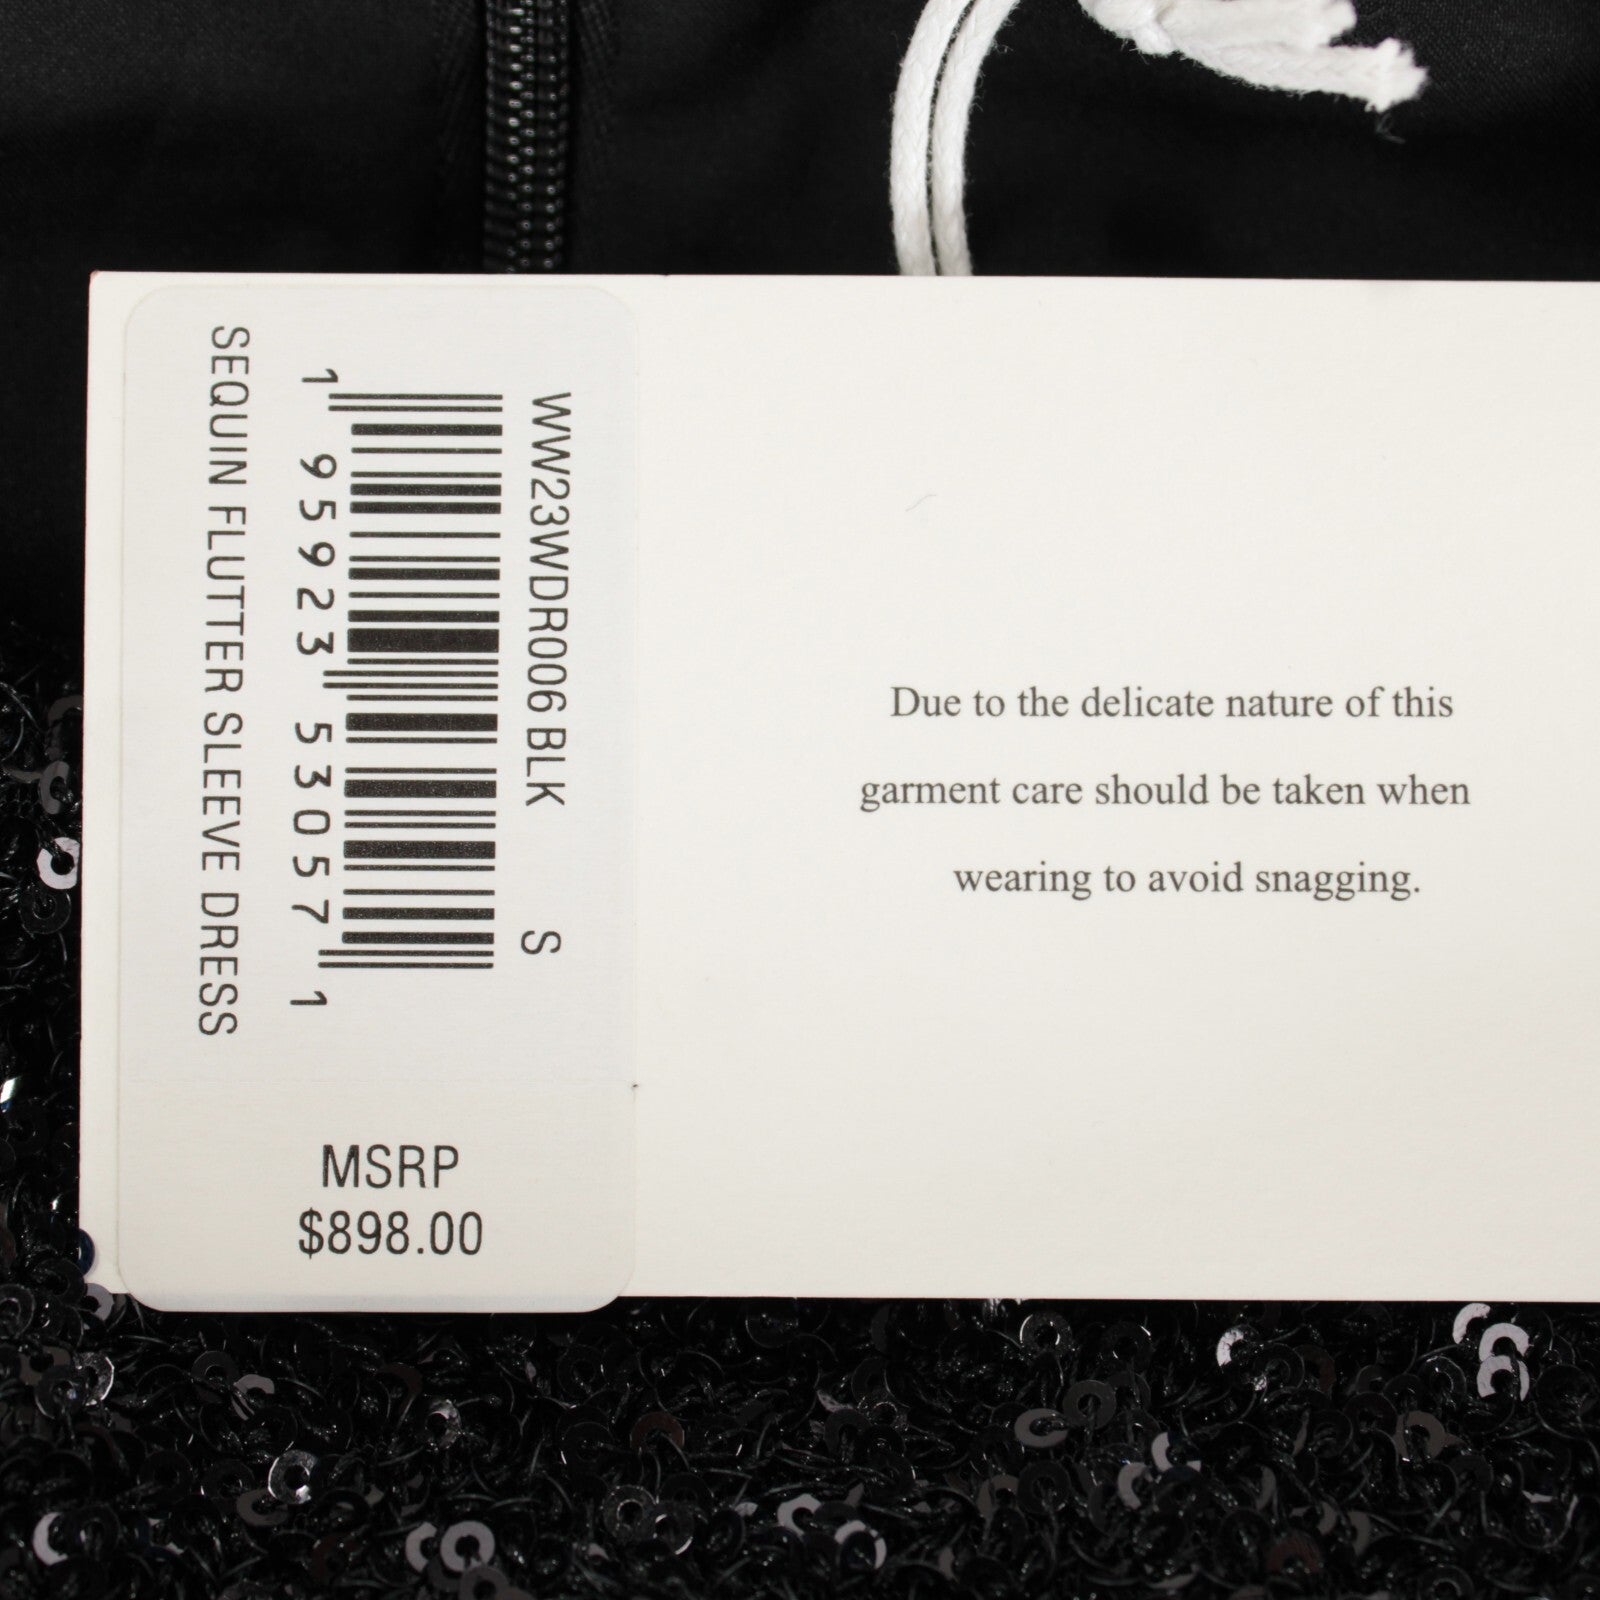 WW23WDR006 BLK S
1 95923 53057 1
SEQUIN FLUTTER SLEEVE DRESS
MSRP
$898.00
Due to the delicate nature of this
garment care should be taken when
wearing to avoid snagging.